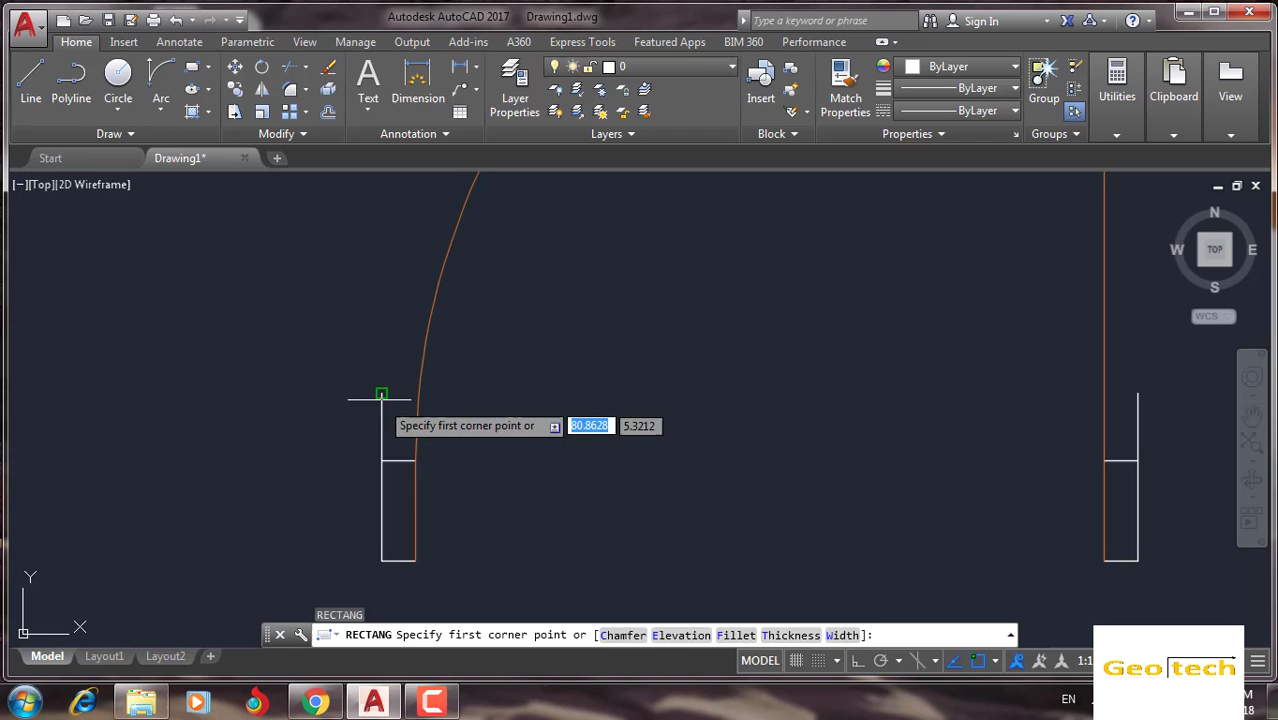 Autodesk AutoCAD 2017 Drawing1.dwg Type a keyword or phrase Sign In
Home Insert Annotate Parametric View Manage Output Add-ins A360 Express Tools Featured Apps BIM 360 Performance
0 ByLayer
ByLayer
ByLayer
Line Polyline Circle Arc Text Dimension Layer Properties Insert Match Properties Group Utilities Clipboard View
Draw Modify Annotation Layers Block Properties Groups
Start Drawing1*
[−][Top][2D Wireframe]
N
W TOP E
S
WCS
Specify first corner point or 80.8628 5.3212
Y
X
RECTANG
RECTANG Specify first corner point or [Chamfer Elevation Fillet Thickness Width]:
Model Layout1 Layout2 MODEL
Geotech
EN